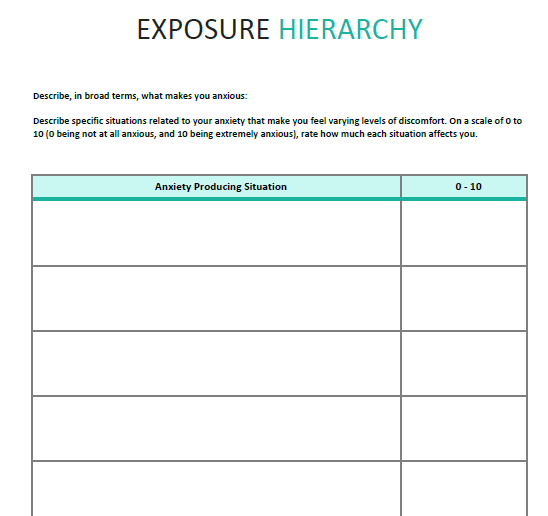 EXPOSURE HIERARCHY
Describe, in broad terms, what makes you anxious:
Describe specific situations related to your anxiety that make you feel varying levels of discomfort. On a scale of 0 to
10 (0 being not at all anxious, and 10 being extremely anxious), rate how much each situation affects you.
Anxiety Producing Situation 0 - 10